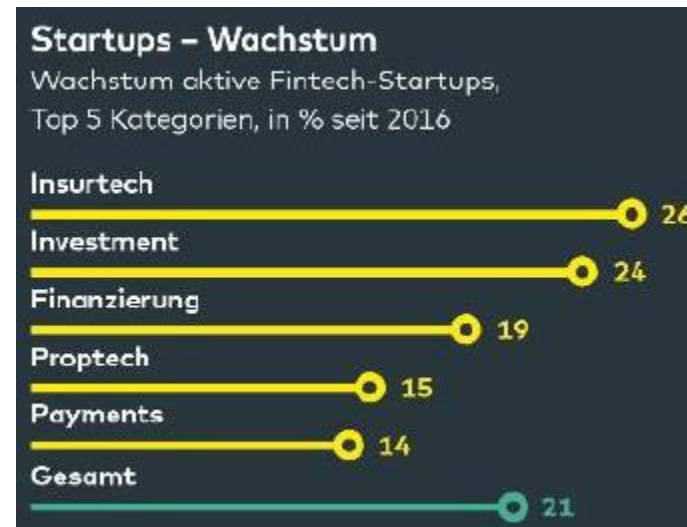 Startups – Wachstum
Wachstum aktive Fintech-Startups,
Top 5 Kategorien, in % seit 2016
Insurtech
26
Investment
24
Finanzierung
19
Proptech
15
Payments
14
Gesamt
21